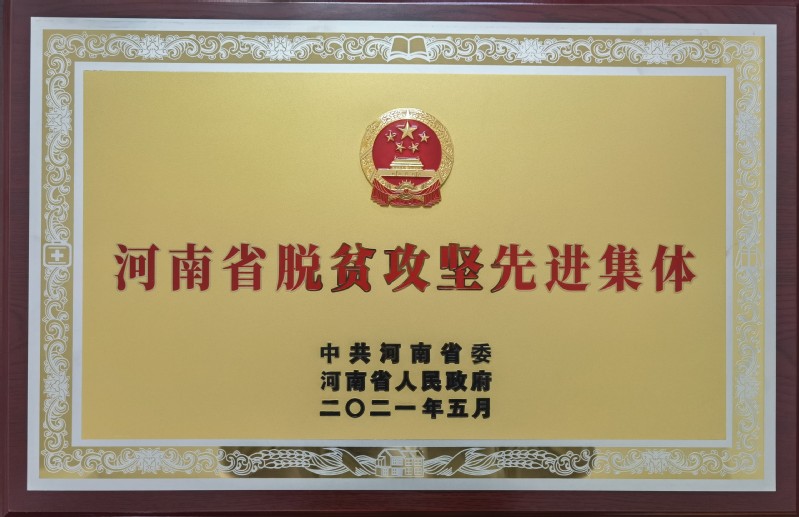 河南省脱贫攻坚先进集体
中共河南省委
河南省人民政府
二〇二一年五月